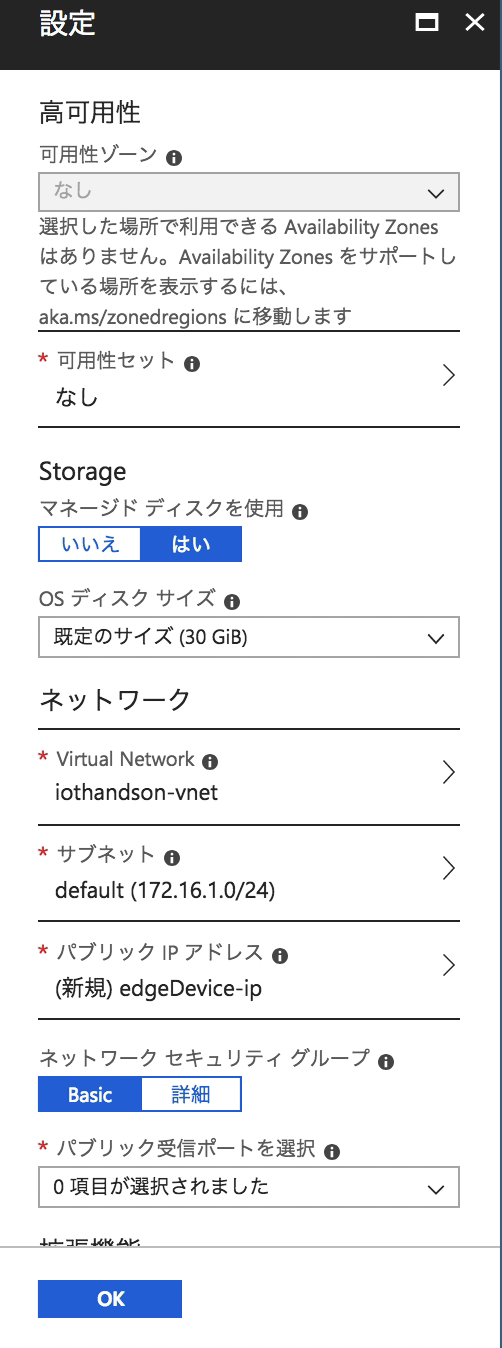 設定
高可用性
可用性ゾーン
なし
選択した場所で利用できる Availability Zones
はありません。Availability Zones をサポートし
ている場所を表示するには、
aka.ms/zonedregions に移動します
* 可用性セット
なし
Storage
マネージド ディスクを使用
いいえ はい
OS ディスク サイズ
既定のサイズ (30 GiB)
ネットワーク
* Virtual Network
iothandson-vnet
* サブネット
default (172.16.1.0/24)
* パブリック IP アドレス
(新規) edgeDevice-ip
ネットワーク セキュリティ グループ
Basic 詳細
* パブリック受信ポートを選択
0 項目が選択されました
拡張機能
OK